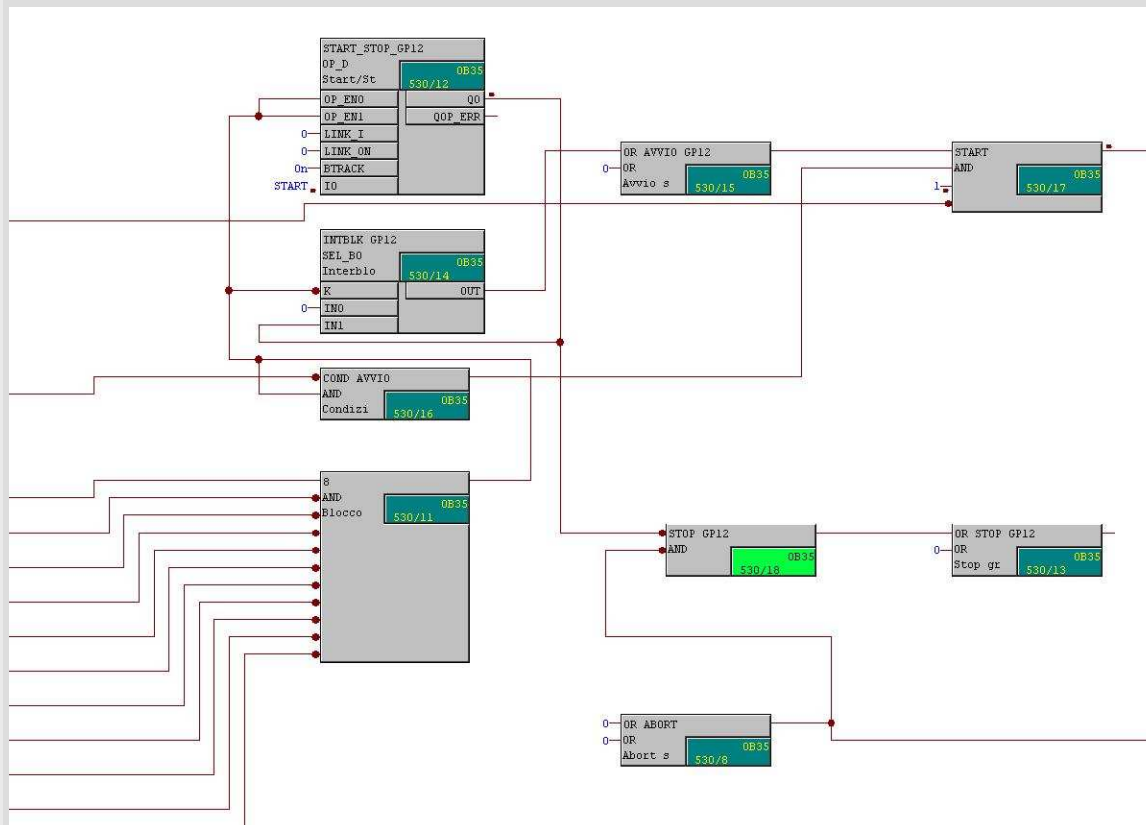 START_STOP_GP12
OP_D
OB35
Start/St
530/12
OP_EN0
Q0
OP_EN1
QOP_ERR
0
LINK_I
0
LINK_ON
0n
BTRACK
START
I0
OR AVVIO GP12
0
OR
OB35
Avvio s
530/15
START
AND
OB35
1
530/17
INTBLK GP12
SEL_BO
OB35
Interblo
530/14
K
OUT
0
IN0
IN1
COND AVVIO
AND
OB35
Condizi
530/16
8
AND
OB35
Blocco
530/11
STOP GP12
AND
OB35
530/18
OR STOP GP12
0
OR
OB35
Stop gr
530/13
0
OR ABORT
0
OR
OB35
Abort s
530/8